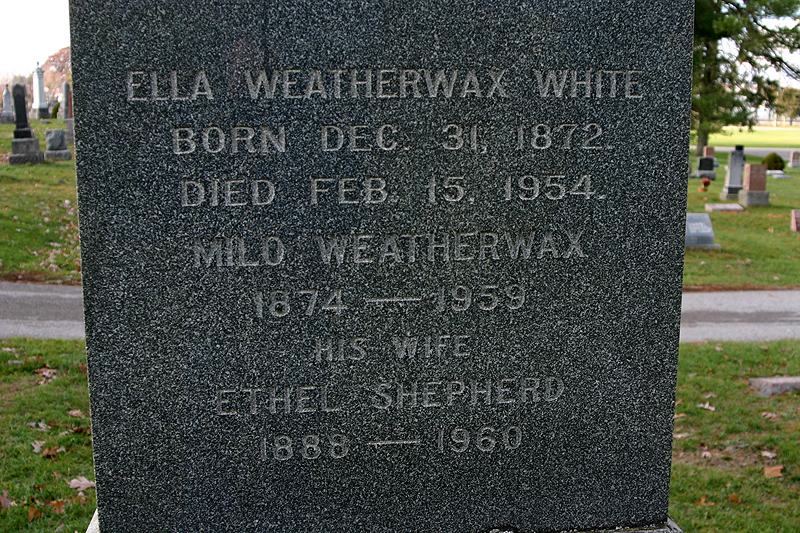 ELLA WEATHERWAX WHITE
BORN DEC. 31, 1872.
DIED FEB. 15, 1954.
MILO WEATHERWAX
1874 — 1959
HIS WIFE
ETHEL SHEPHERD
1888 — 1960